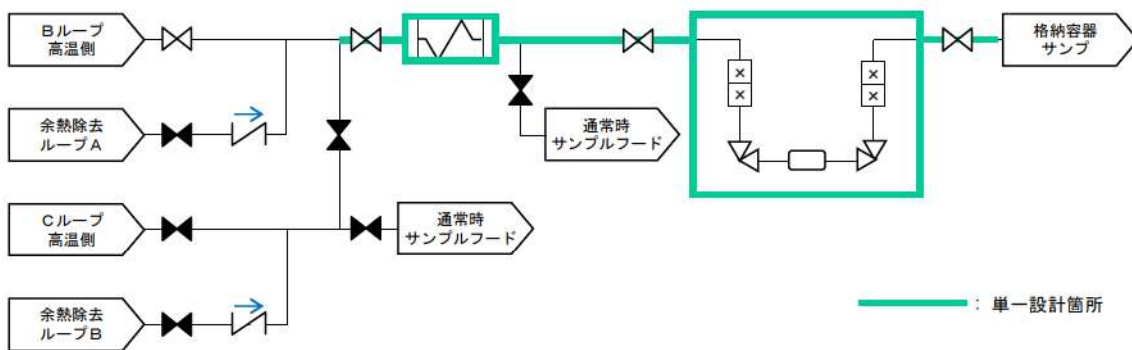 Bループ
高温側
格納容器
サンプ
余熱除去
ループA
通常時
サンプルフード
Cループ
高温側
通常時
サンプルフード
余熱除去
ループB
: 単一設計箇所